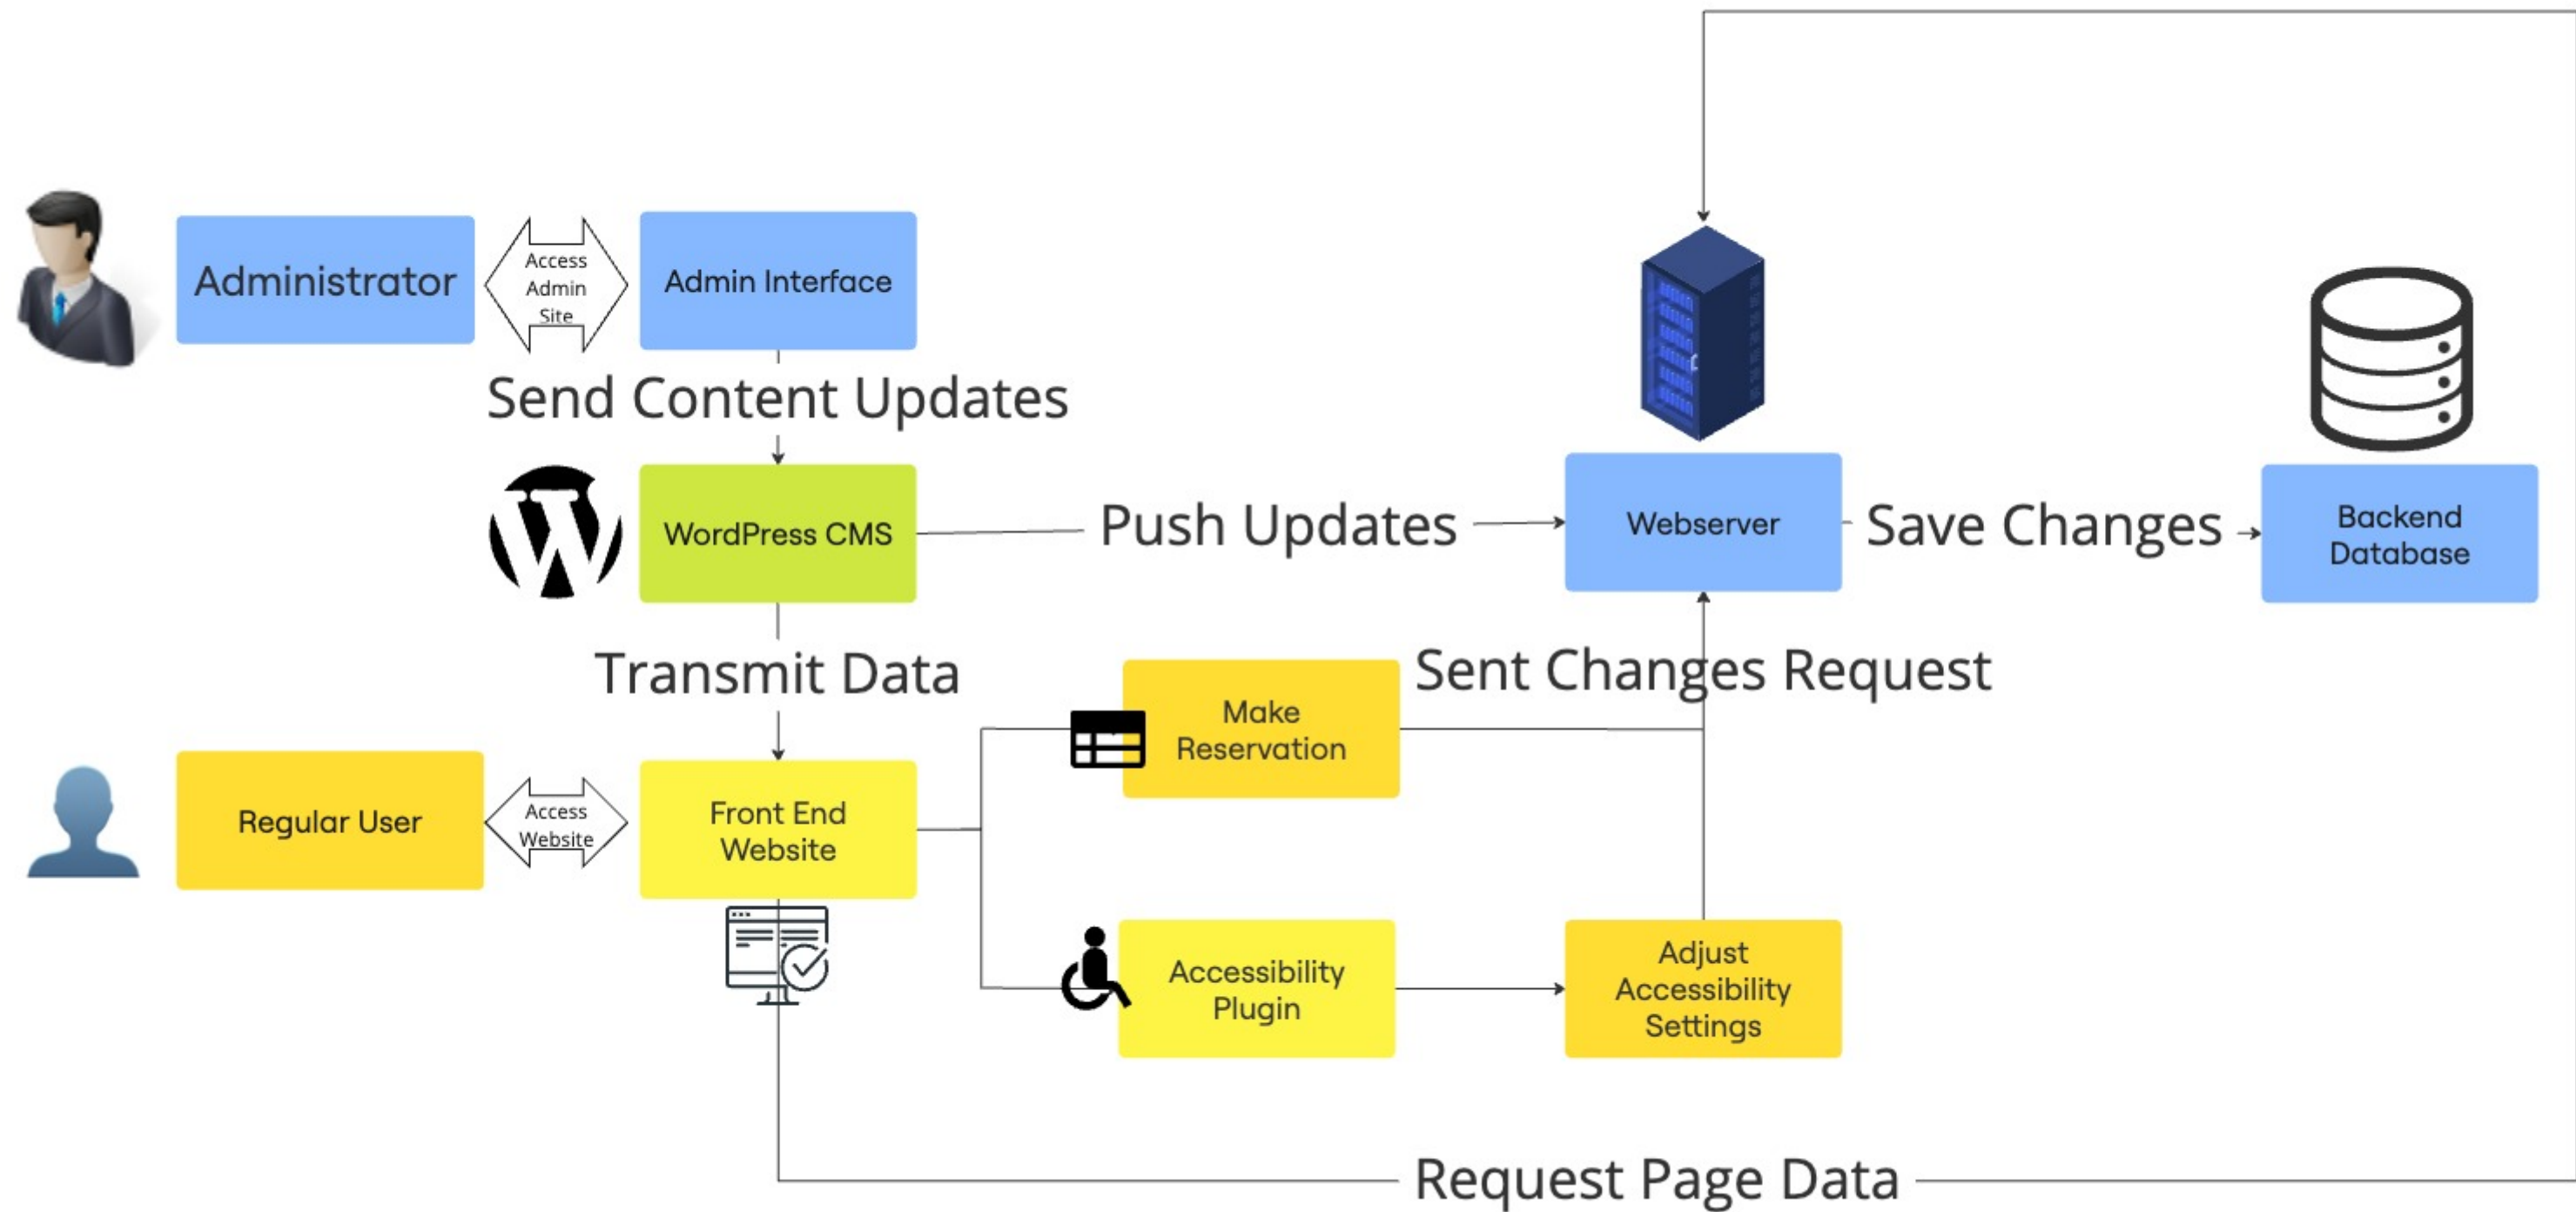 Administrator
Access
Admin
Site
Admin Interface
Send Content Updates
WordPress CMS
Push Updates
Webserver
Save Changes
Backend
Database
Transmit Data
Sent Changes Request
Make
Reservation
Regular User
Access
Website
Front End
Website
Accessibility
Plugin
Adjust
Accessibility
Settings
Request Page Data